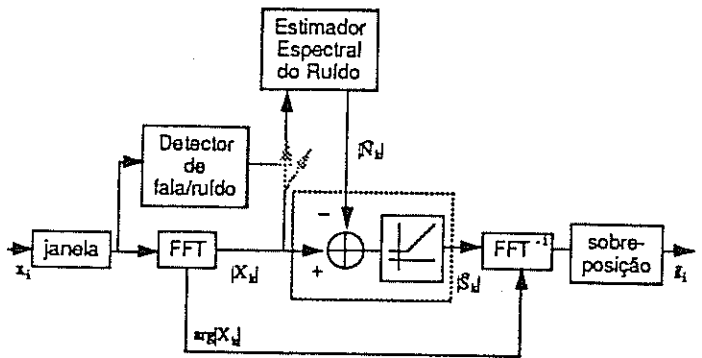 Estimador
Espectral
do Ruído
Detector
de
fala/ruído
|N̂ₖ|
−
janela
FFT
+
FFT⁻¹
sobre-
posição
xᵢ
|Xₖ|
|Ŝₖ|
arg|Xₖ|